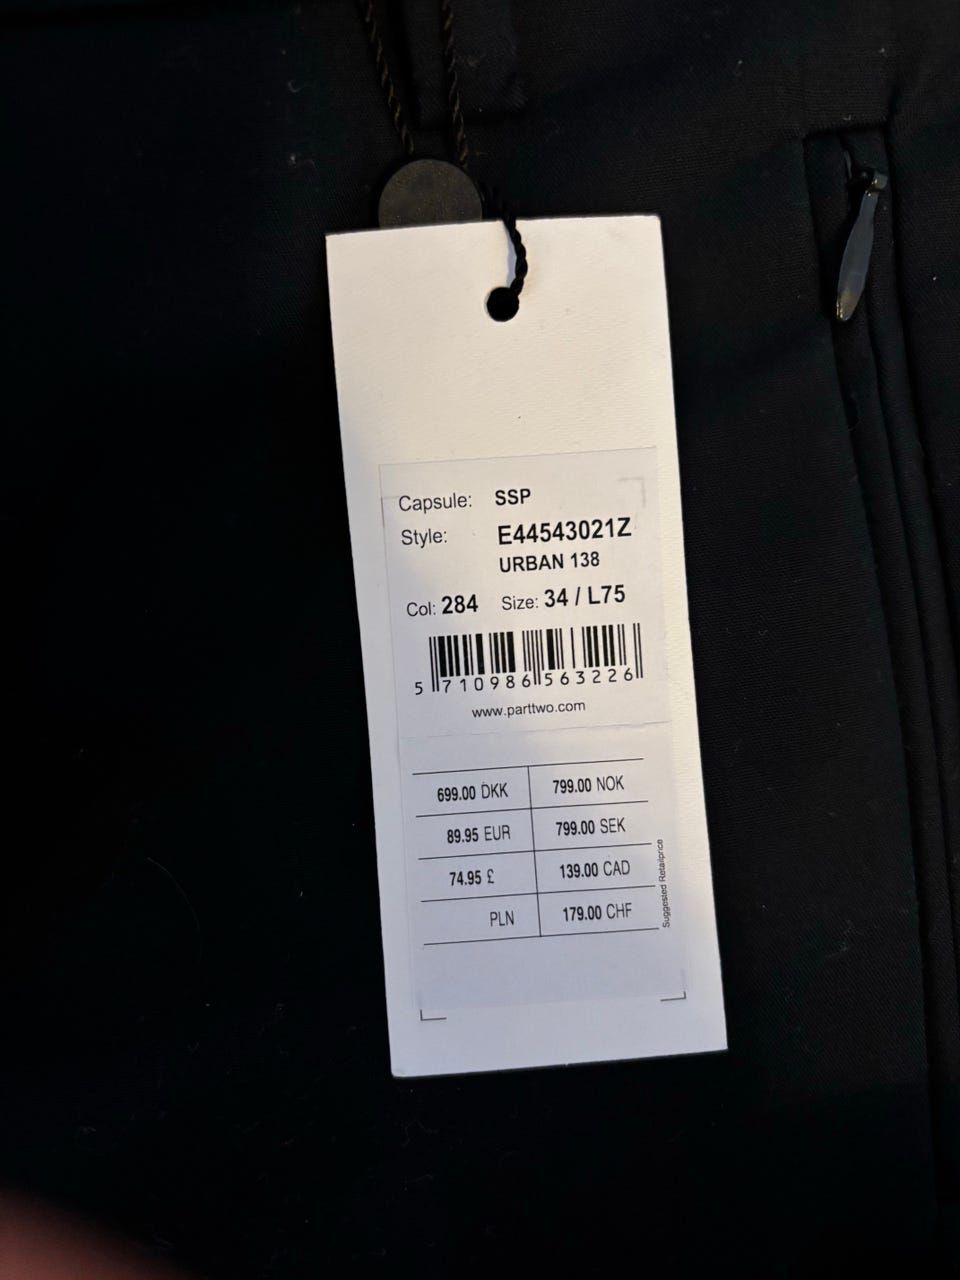 Capsule: SSP
Style: E44543021Z
URBAN 138
Col: 284 Size: 34 / L75
5 710986 563226
www.parttwo.com
699.00 DKK 799.00 NOK
89.95 EUR 799.00 SEK
74.95 £ 139.00 CAD
PLN 179.00 CHF
Suggested Retailprice